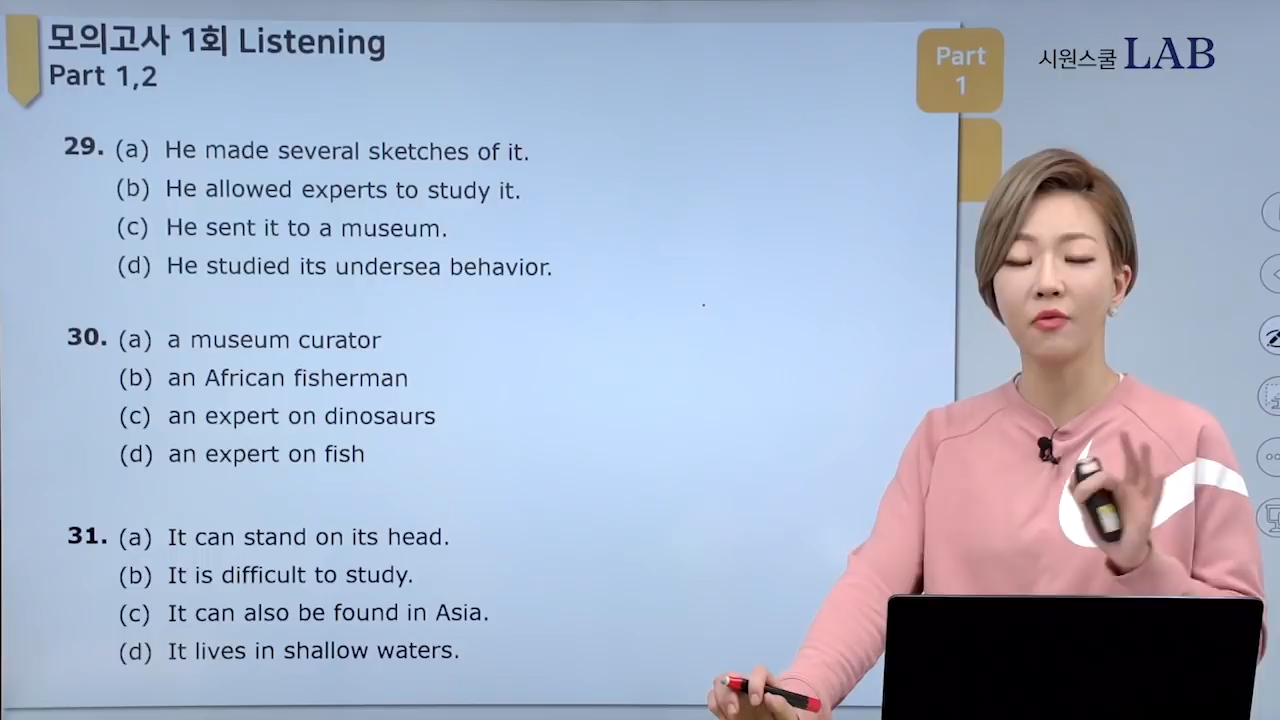 모의고사 1회 Listening
Part 1,2
Part
1
시원스쿨 LAB
29. (a) He made several sketches of it.
(b) He allowed experts to study it.
(c) He sent it to a museum.
(d) He studied its undersea behavior.
30. (a) a museum curator
(b) an African fisherman
(c) an expert on dinosaurs
(d) an expert on fish
31. (a) It can stand on its head.
(b) It is difficult to study.
(c) It can also be found in Asia.
(d) It lives in shallow waters.